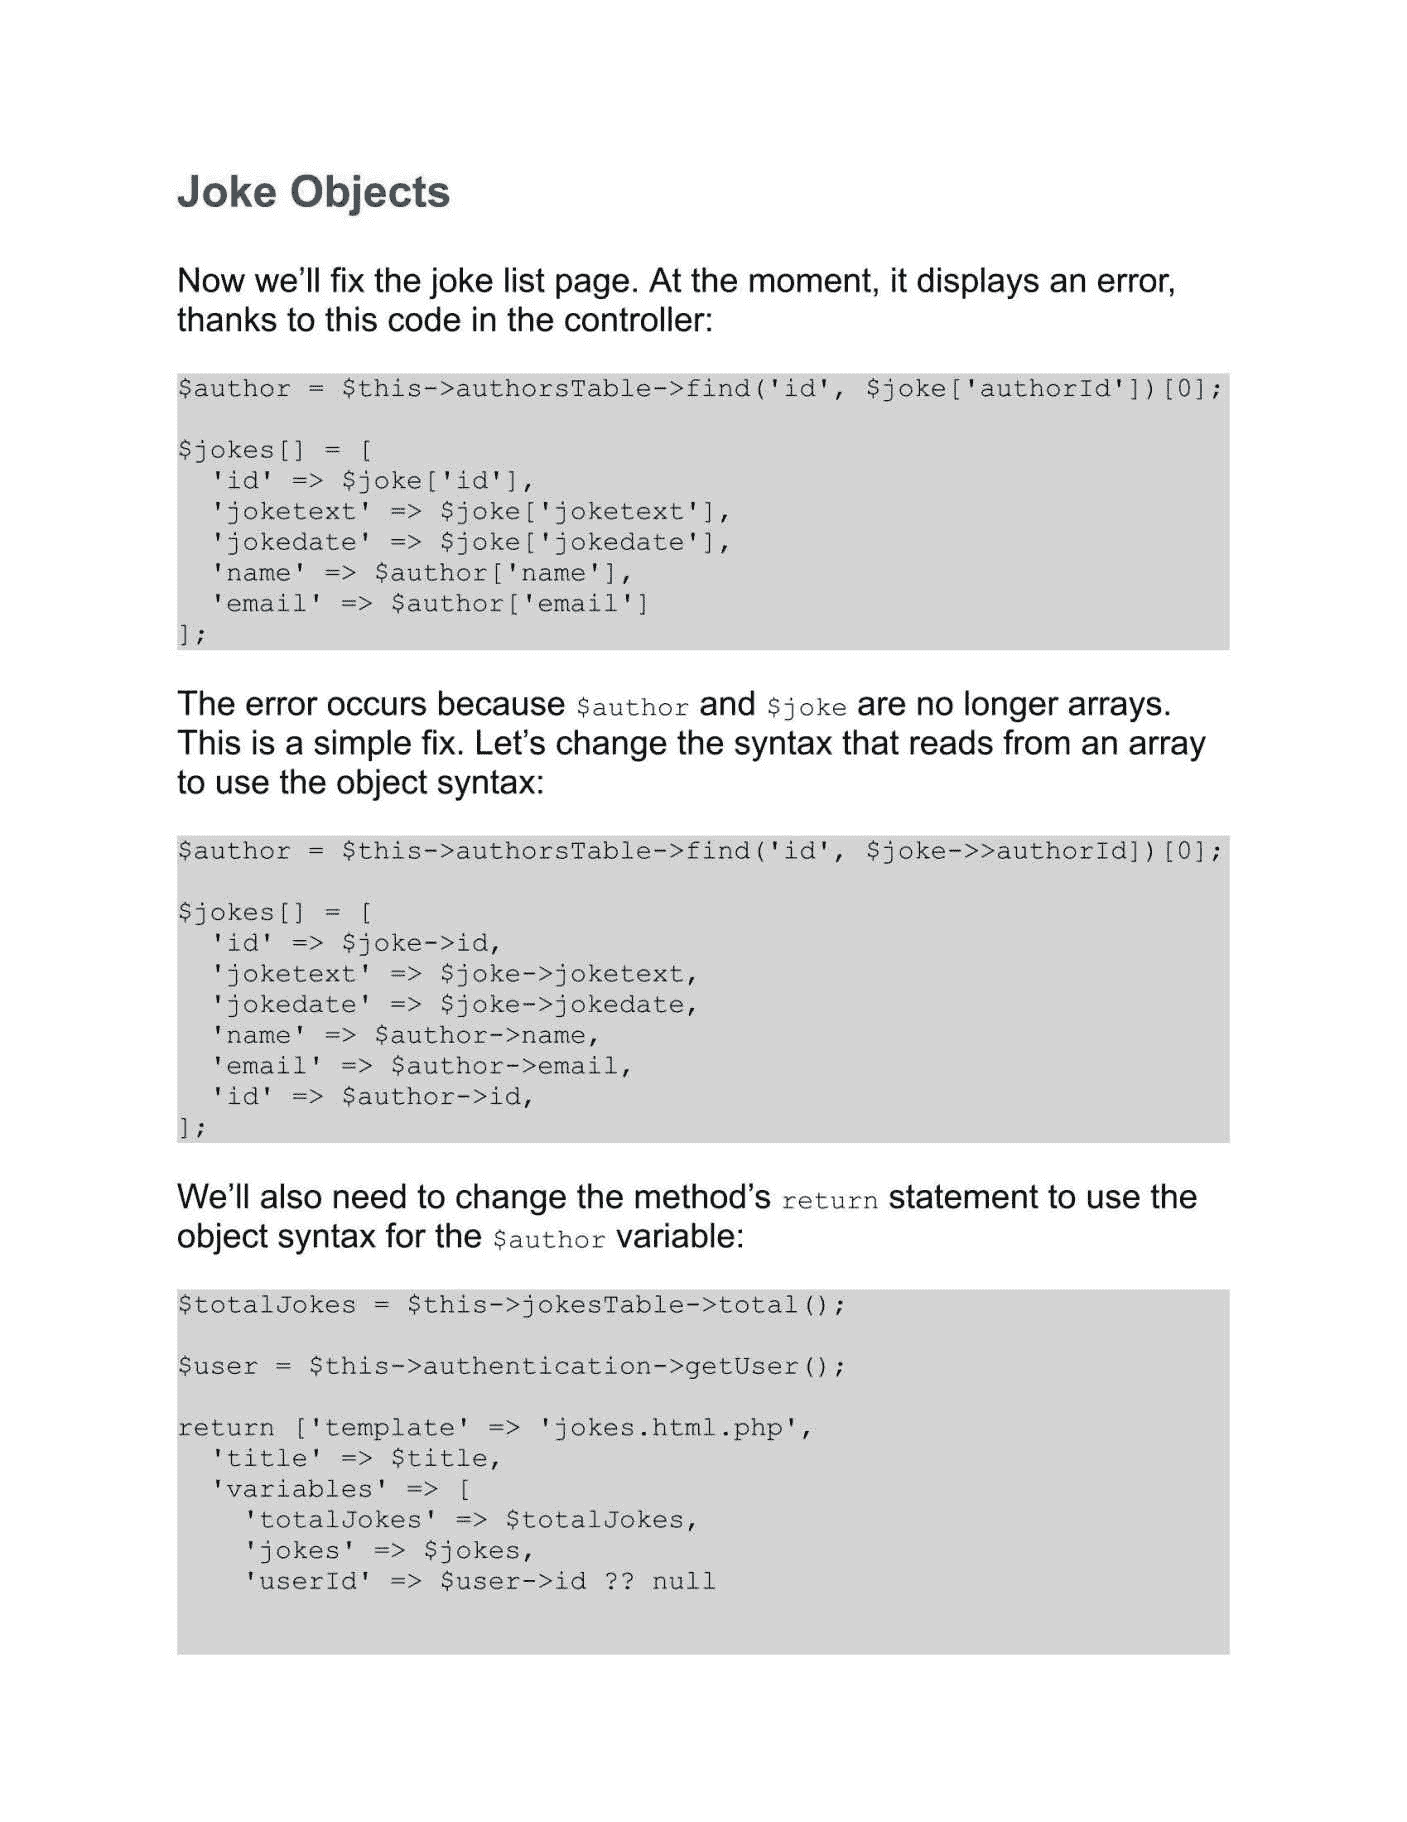 Joke Objects
Now we’ll fix the joke list page. At the moment, it displays an error,
thanks to this code in the controller:
$author = $this->authorsTable->find('id', $joke['authorId'])[0];
$jokes[] = [
  'id' => $joke['id'],
  'joketext' => $joke['joketext'],
  'jokedate' => $joke['jokedate'],
  'name' => $author['name'],
  'email' => $author['email']
];
The error occurs because $author and $joke are no longer arrays.
This is a simple fix. Let’s change the syntax that reads from an array
to use the object syntax:
$author = $this->authorsTable->find('id', $joke->>authorId])[0];
$jokes[] = [
  'id' => $joke->id,
  'joketext' => $joke->joketext,
  'jokedate' => $joke->jokedate,
  'name' => $author->name,
  'email' => $author->email,
  'id' => $author->id,
];
We’ll also need to change the method’s return statement to use the
object syntax for the $author variable:
$totalJokes = $this->jokesTable->total();
$user = $this->authentication->getUser();
return ['template' => 'jokes.html.php',
  'title' => $title,
  'variables' => [
    'totalJokes' => $totalJokes,
    'jokes' => $jokes,
    'userId' => $user->id ?? null